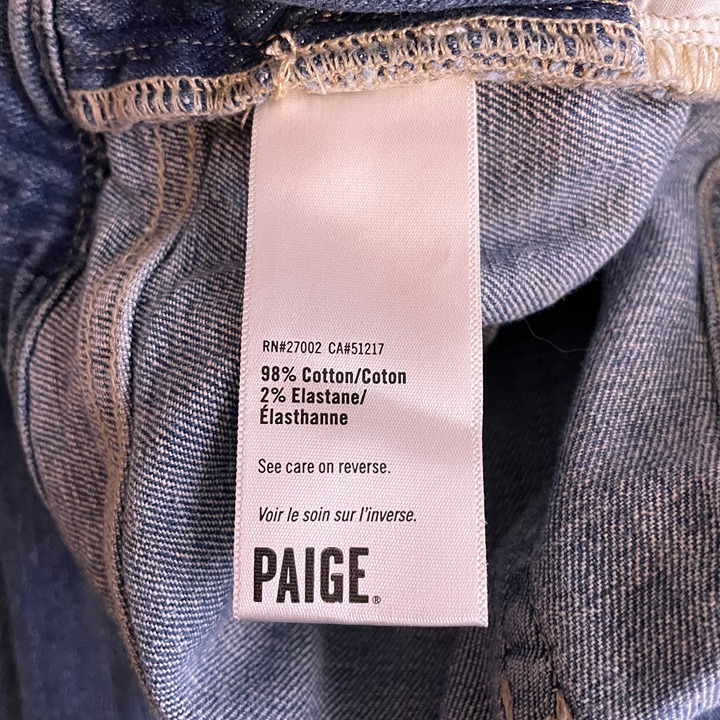 RN#27002 CA#51217
98% Cotton/Coton
2% Elastane/
Élasthanne
See care on reverse.
Voir le soin sur l'inverse.
PAIGE®